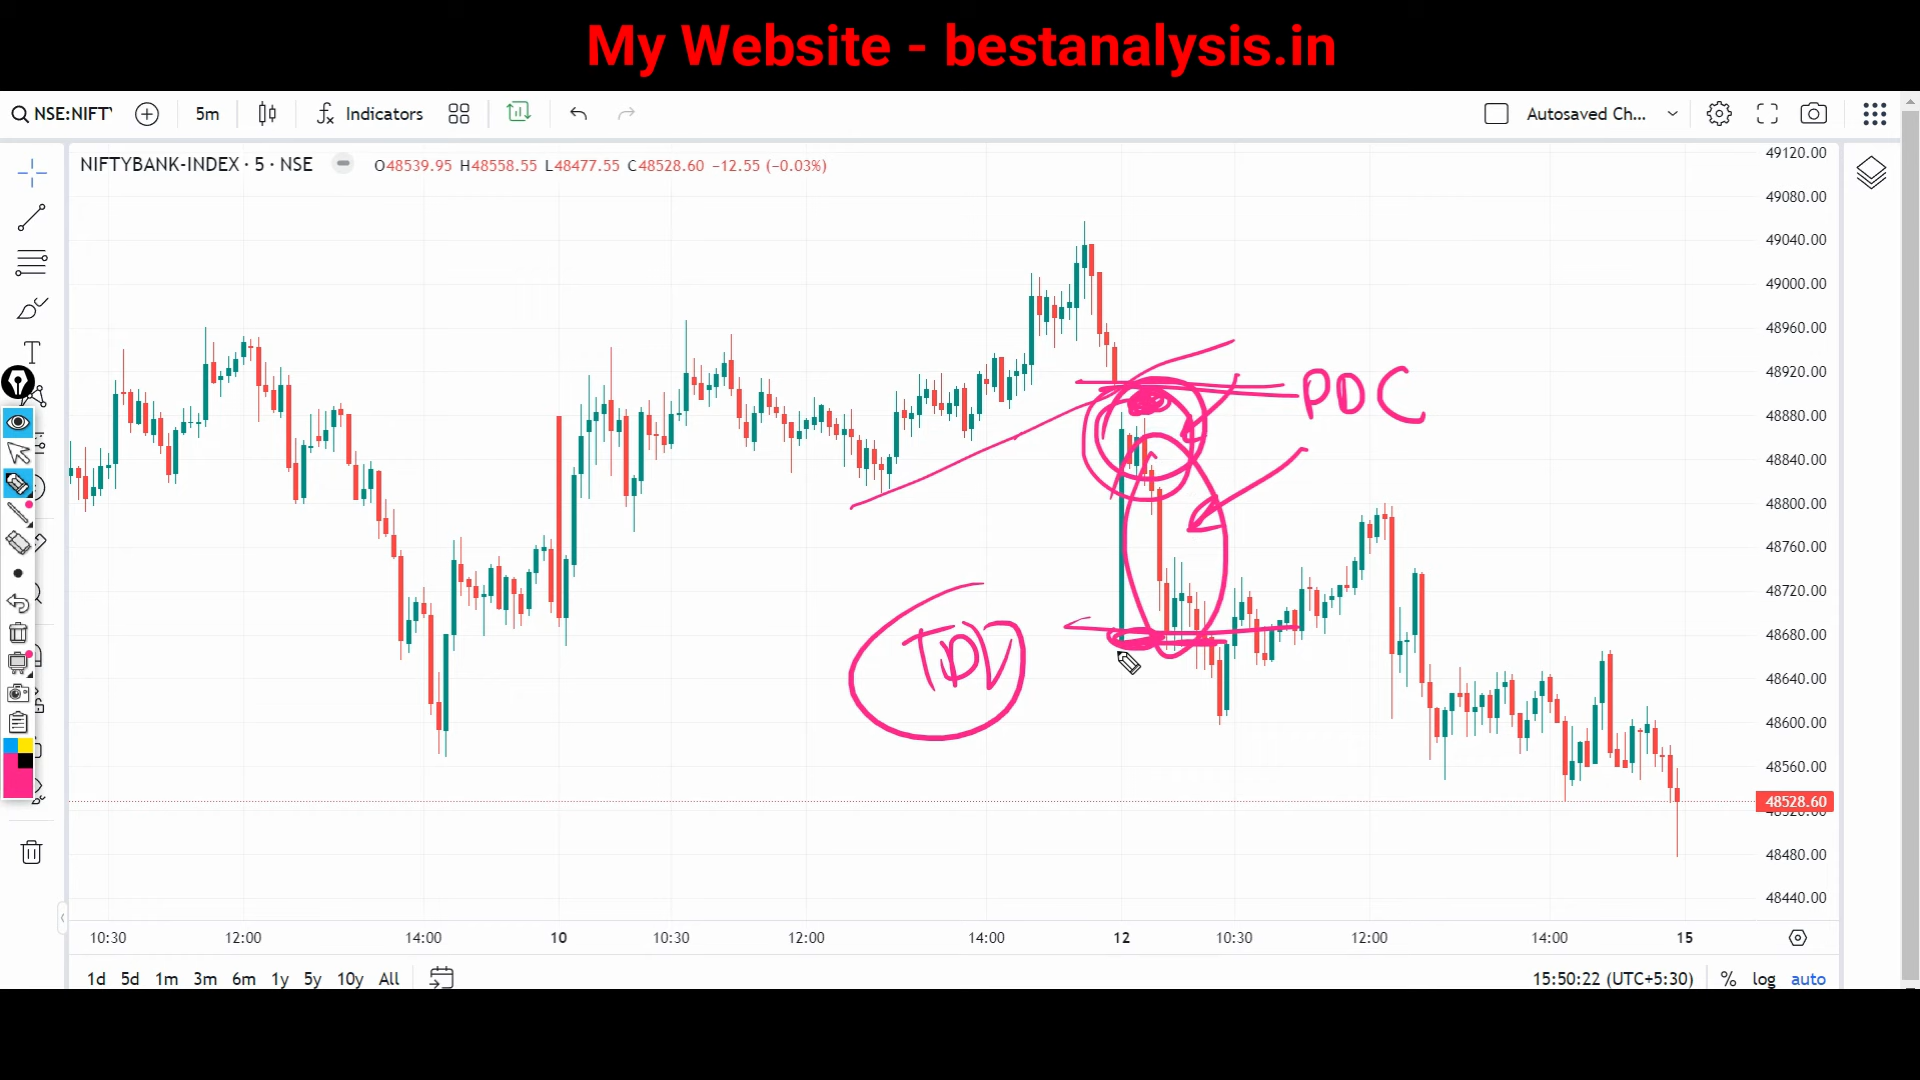 My Website - bestanalysis.in
NSE:NIFT
5m
Indicators
Autosaved Ch...
NIFTYBANK-INDEX · 5 · NSE
O48539.95 H48558.55 L48477.55 C48528.60 −12.55 (−0.03%)
49120.00
49080.00
49040.00
49000.00
48960.00
48920.00
48880.00
48840.00
48800.00
48760.00
48720.00
48680.00
48640.00
48600.00
48560.00
48528.60
48520.00
48480.00
48440.00
PDC
10:30 12:00 14:00 10 10:30 12:00 14:00 12 10:30 12:00 14:00 15
1d 5d 1m 3m 6m 1y 5y 10y All
15:50:22 (UTC+5:30) % log auto